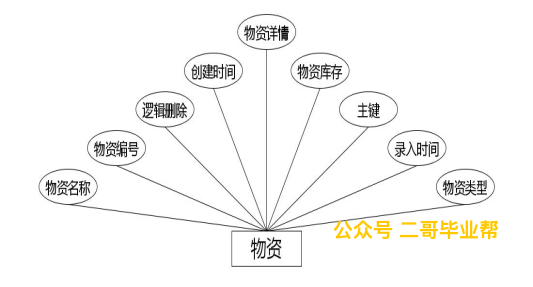 物资详情
创建时间
物资库存
逻辑删除
主键
物资编号
录入时间
物资名称
物资类型
公众号 二哥毕业帮
物资